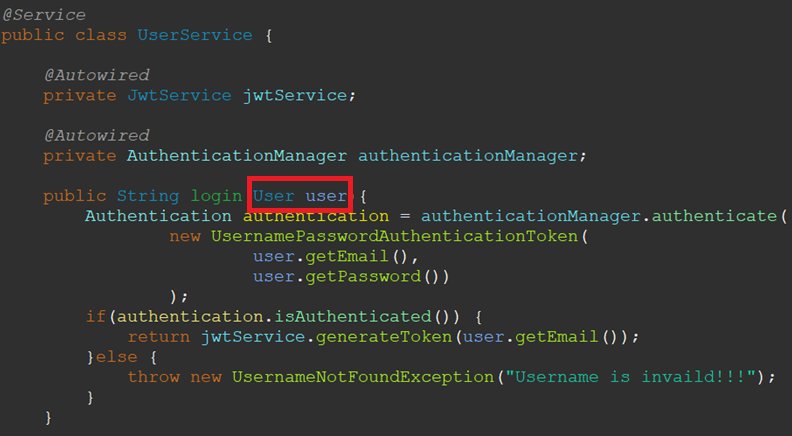 @Service
public class UserService {
@Autowired
private JwtService jwtService;
@Autowired
private AuthenticationManager authenticationManager;
public String login User user {
Authentication authentication = authenticationManager.authenticate(
new UsernamePasswordAuthenticationToken(
user.getEmail(),
user.getPassword())
);
if(authentication.isAuthenticated()) {
return jwtService.generateToken(user.getEmail());
}else {
throw new UsernameNotFoundException("Username is invaild!!!");
}
}